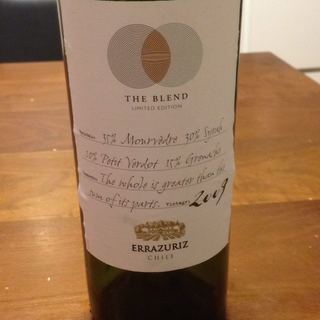 THE BLEND
LIMITED EDITION
35% Mourvèdre 30% Syrah
20% Petit Verdot 15% Grenache
The whole is greater than the
sum of its parts. VINTAGE: 2009
ERRAZURIZ
CHILE